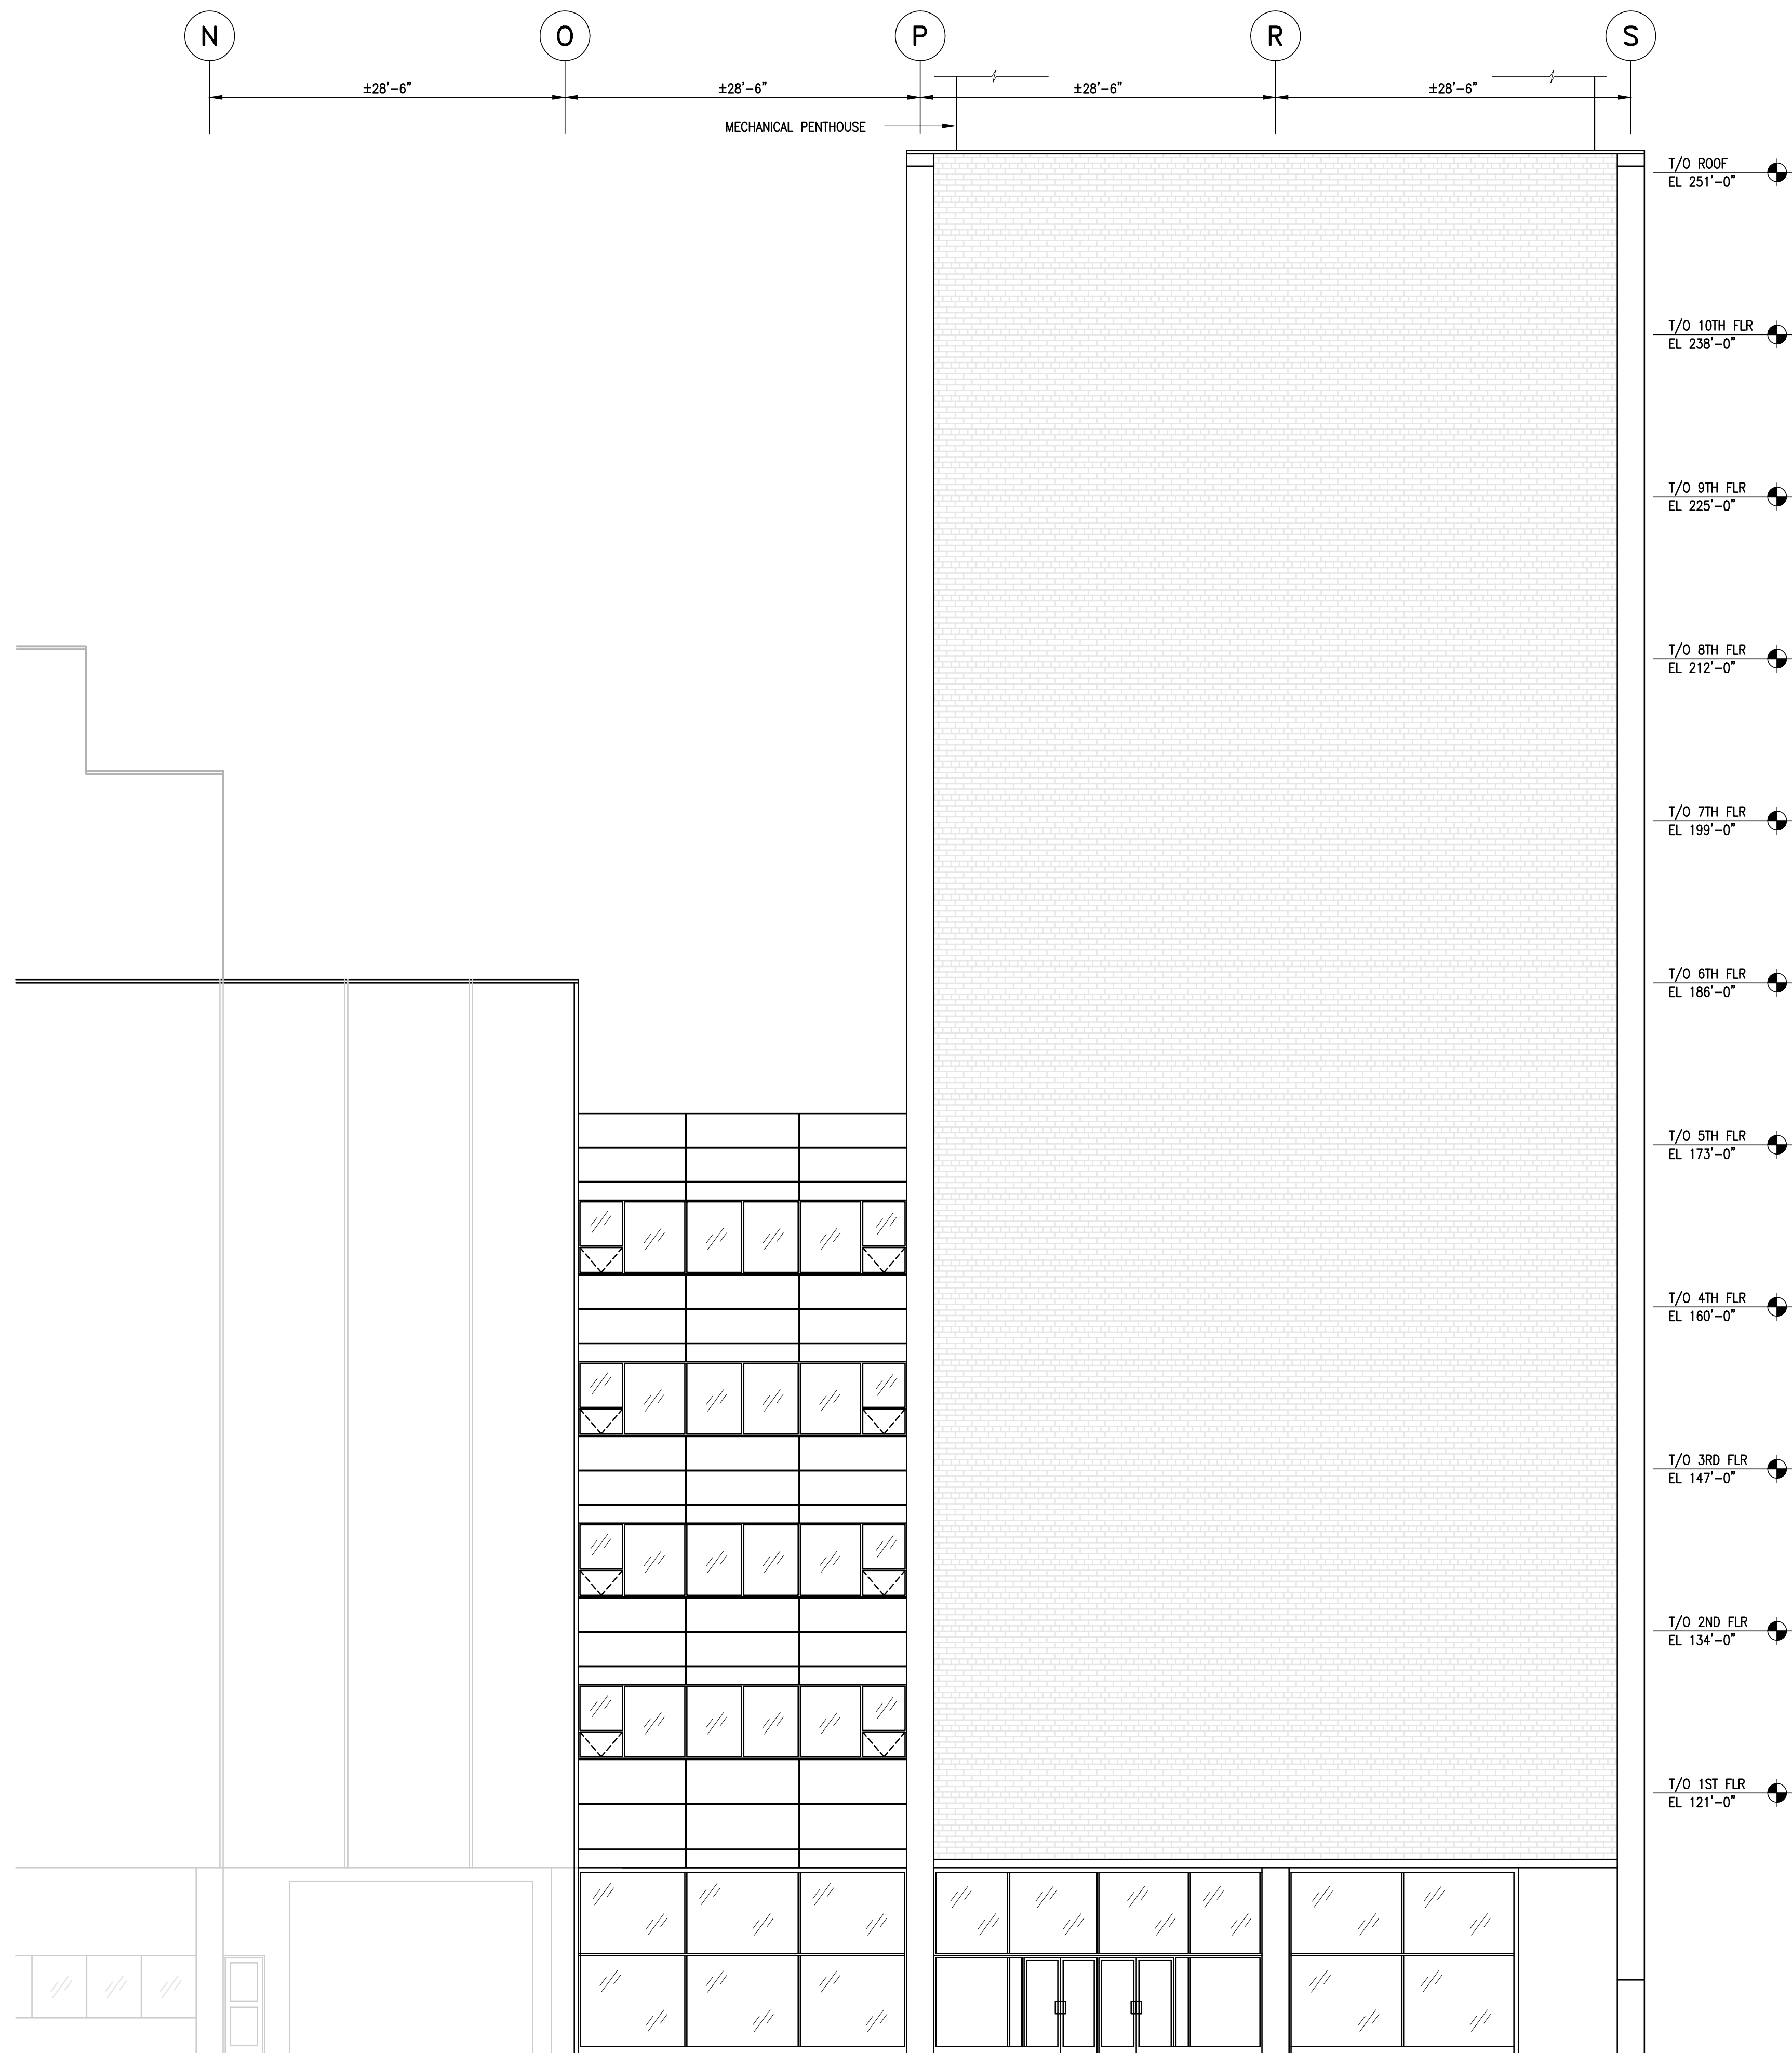 N O P R S
±28'-6" ±28'-6" ±28'-6" ±28'-6"
MECHANICAL PENTHOUSE
T/O ROOF
EL 251'-0"
T/O 10TH FLR
EL 238'-0"
T/O 9TH FLR
EL 225'-0"
T/O 8TH FLR
EL 212'-0"
T/O 7TH FLR
EL 199'-0"
T/O 6TH FLR
EL 186'-0"
T/O 5TH FLR
EL 173'-0"
T/O 4TH FLR
EL 160'-0"
T/O 3RD FLR
EL 147'-0"
T/O 2ND FLR
EL 134'-0"
T/O 1ST FLR
EL 121'-0"